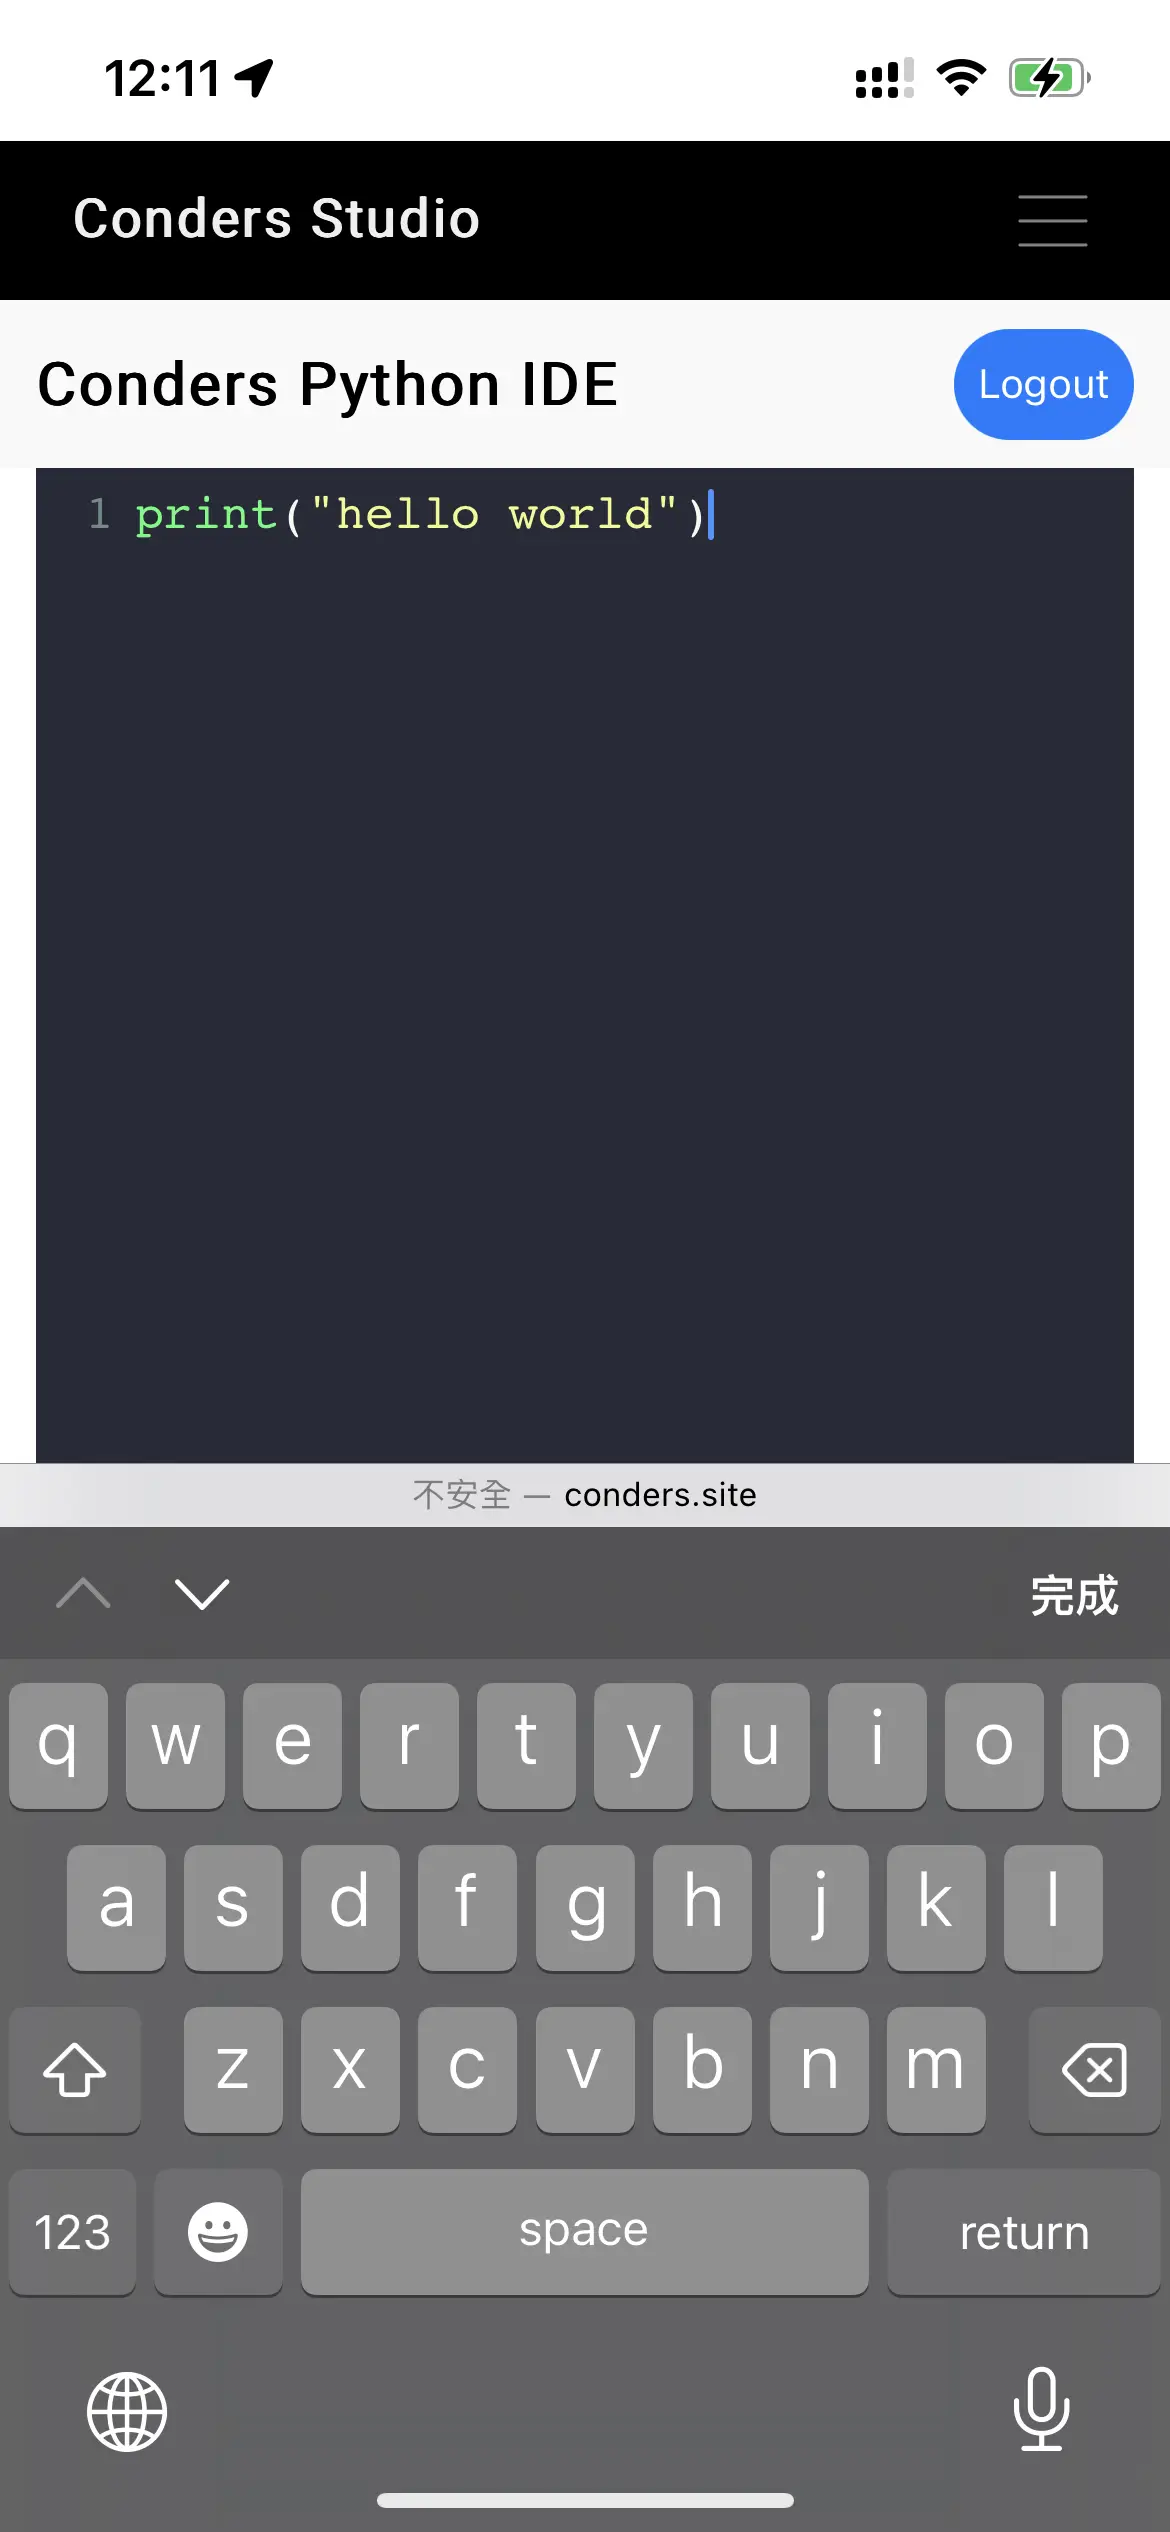 12:11
Conders Studio
Conders Python IDE
Logout
1 print("hello world")
不安全 — conders.site
完成
q w e r t y u i o p
a s d f g h j k l
z x c v b n m
123 space return